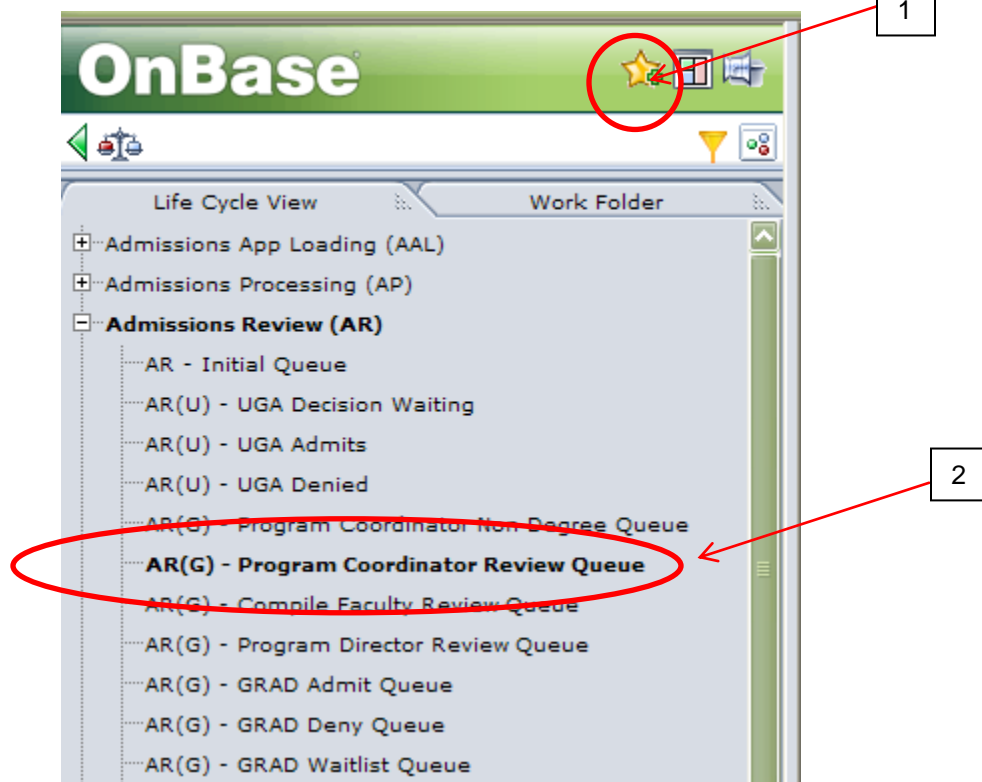 1
OnBase
Life Cycle View Work Folder
Admissions App Loading (AAL)
Admissions Processing (AP)
Admissions Review (AR)
AR - Initial Queue
AR(U) - UGA Decision Waiting
AR(U) - UGA Admits
AR(U) - UGA Denied
2
AR(G) - Program Coordinator Non Degree Queue
AR(G) - Program Coordinator Review Queue
AR(G) - Compile Faculty Review Queue
AR(G) - Program Director Review Queue
AR(G) - GRAD Admit Queue
AR(G) - GRAD Deny Queue
AR(G) - GRAD Waitlist Queue